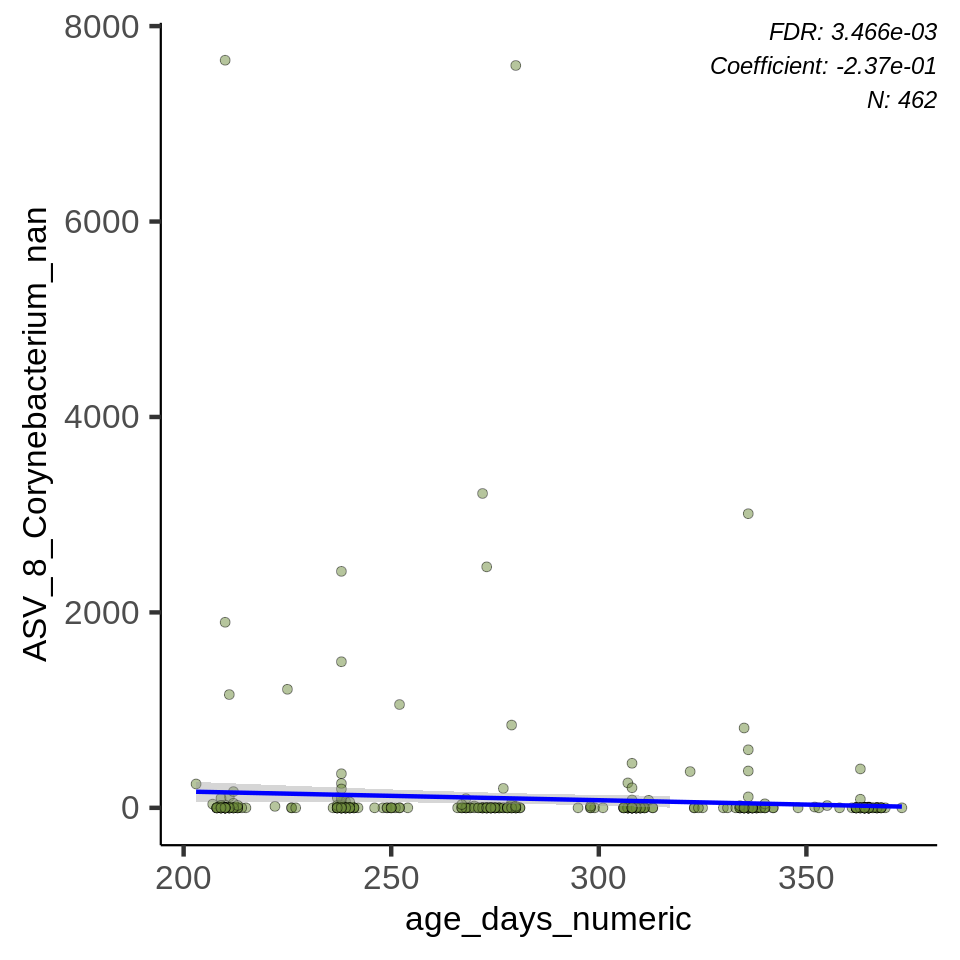 FDR: 3.466e-03
Coefficient: -2.37e-01
N: 462
ASV_8_Corynebacterium_nan
8000
6000
4000
2000
0
200 250 300 350
age_days_numeric